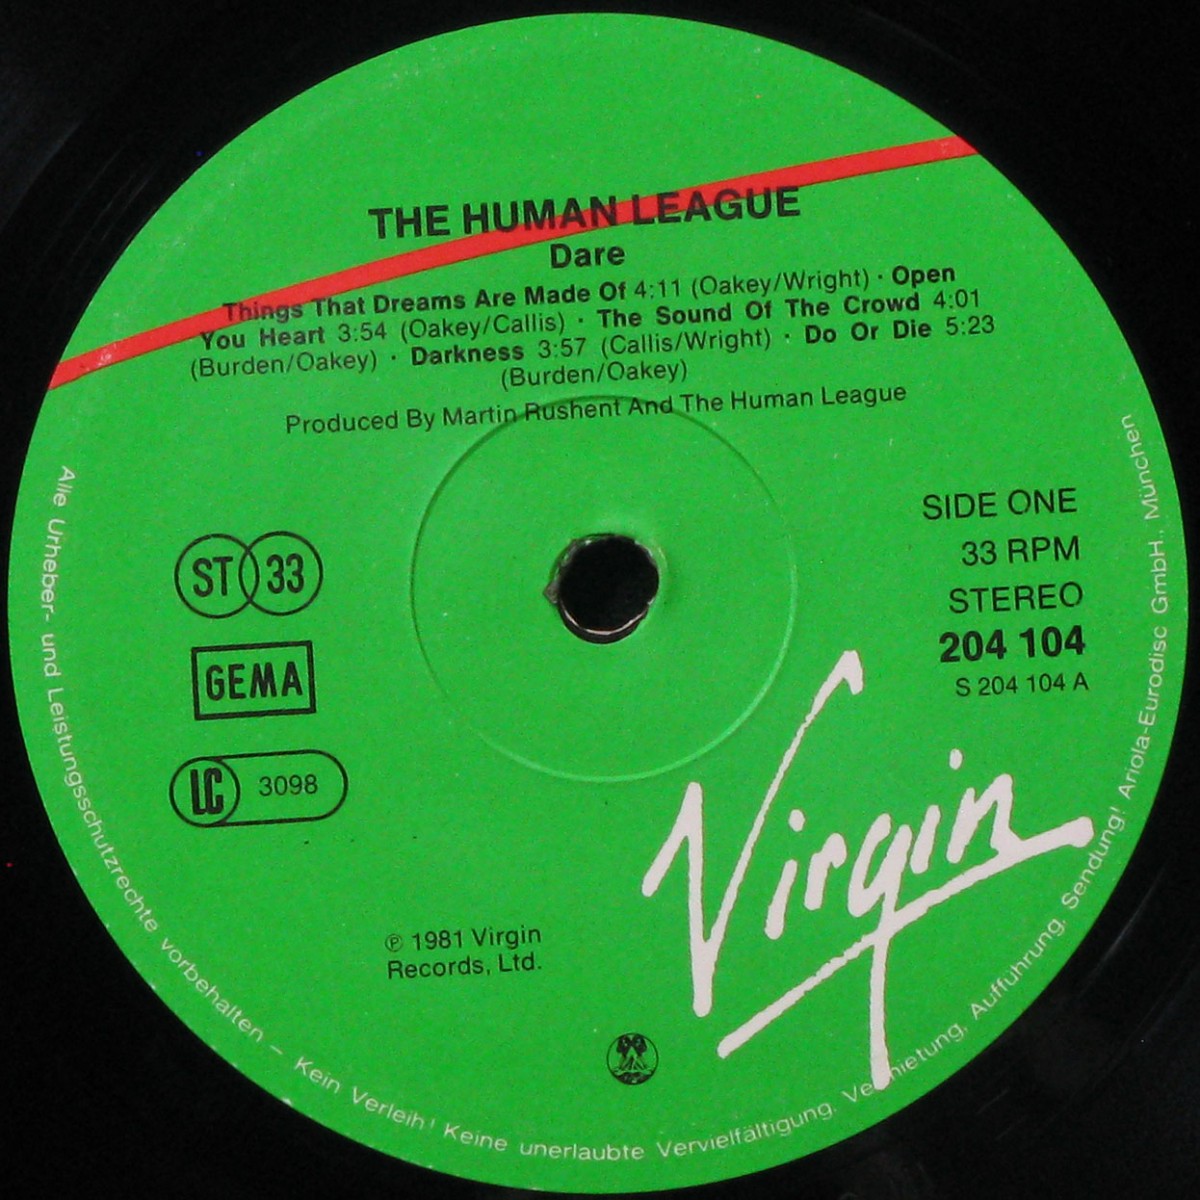 THE HUMAN LEAGUE
Dare
Things That Dreams Are Made Of 4:11 (Oakey/Wright) · Open
You Heart 3:54 (Oakey/Callis) · The Sound Of The Crowd 4:01
(Burden/Oakey) · Darkness 3:57 (Callis/Wright) · Do Or Die 5:23
(Burden/Oakey)
Produced By Martin Rushent And The Human League
SIDE ONE
33 RPM
STEREO
204 104
S 204 104 A
ST 33
GEMA
LC 3098
Virgin
℗ 1981 Virgin
Records, Ltd.
Alle Urheber- und Leistungsschutzrechte vorbehalten – Kein Verleih! Keine unerlaubte Vervielfältigung, Vermietung, Aufführung, Sendung! Ariola-Eurodisc GmbH., München